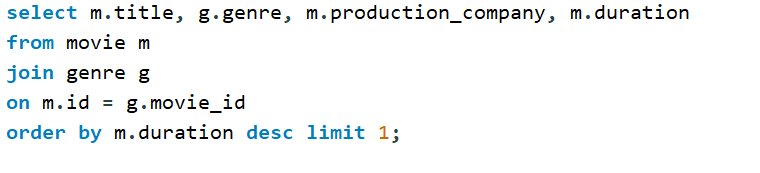 select m.title, g.genre, m.production_company, m.duration
from movie m
join genre g
on m.id = g.movie_id
order by m.duration desc limit 1;